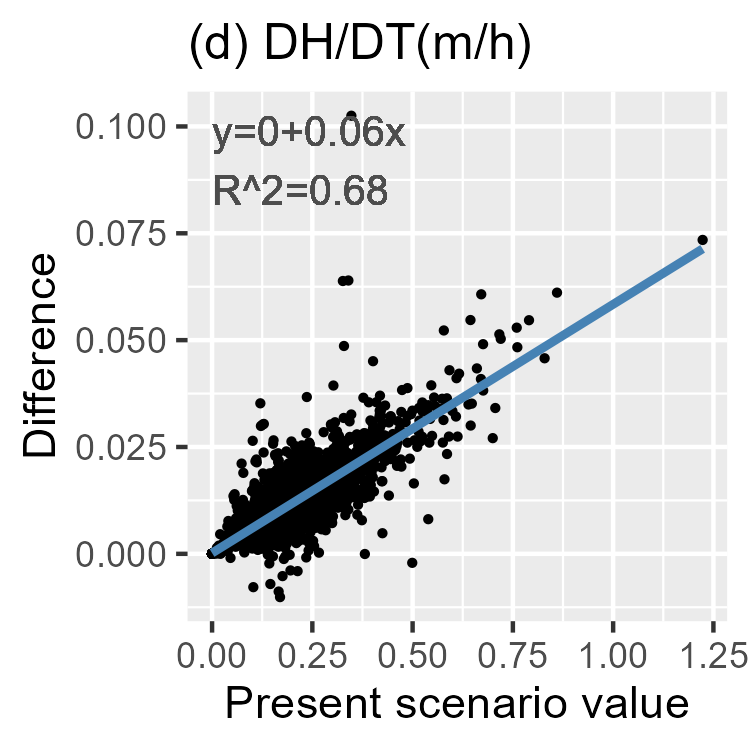 (d) DH/DT(m/h)
0.100
y=0+0.06x
R^2=0.68
0.075
0.050
0.025
0.000
Difference
0.00 0.25 0.50 0.75 1.00 1.25
Present scenario value